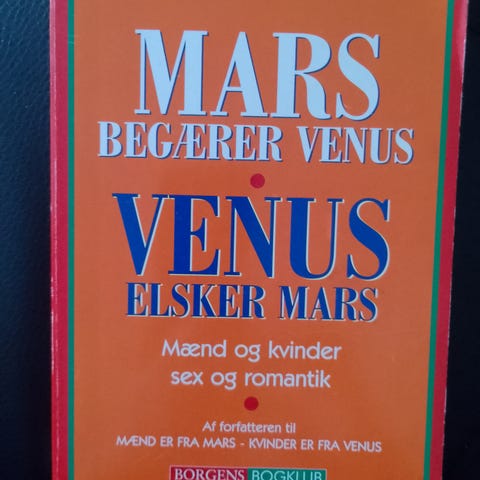 MARS
BEGÆRER VENUS
VENUS
ELSKER MARS
Mænd og kvinder
sex og romantik
Af forfatteren til
MÆND ER FRA MARS - KVINDER ER FRA VENUS
BORGENS BOGKLUB